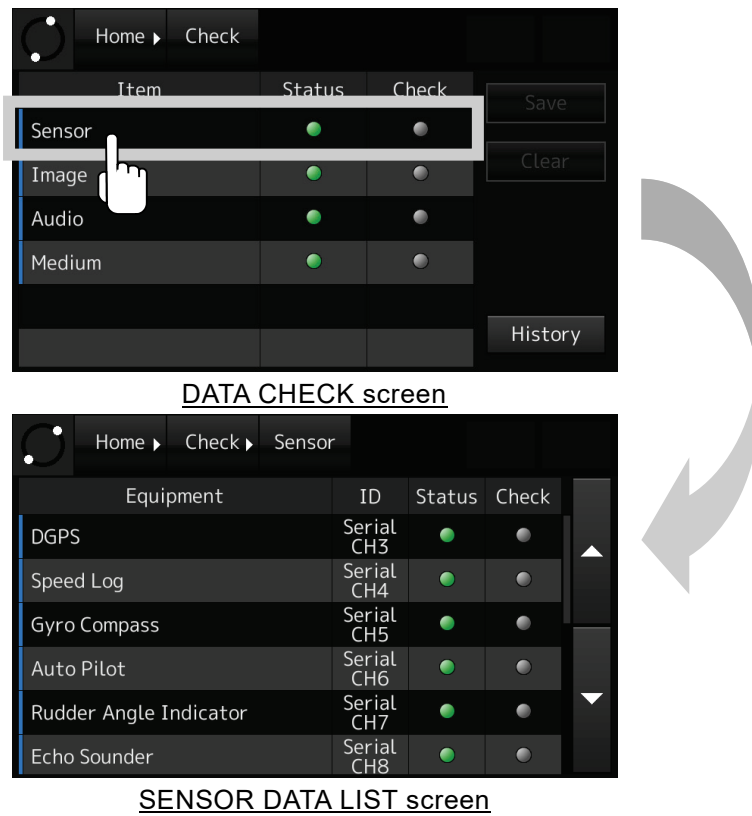 Home Check
Item Status Check
Sensor
Image
Audio
Medium
Save
Clear
History
DATA CHECK screen
Home Check Sensor
Equipment ID Status Check
DGPS Serial CH3
Speed Log Serial CH4
Gyro Compass Serial CH5
Auto Pilot Serial CH6
Rudder Angle Indicator Serial CH7
Echo Sounder Serial CH8
SENSOR DATA LIST screen